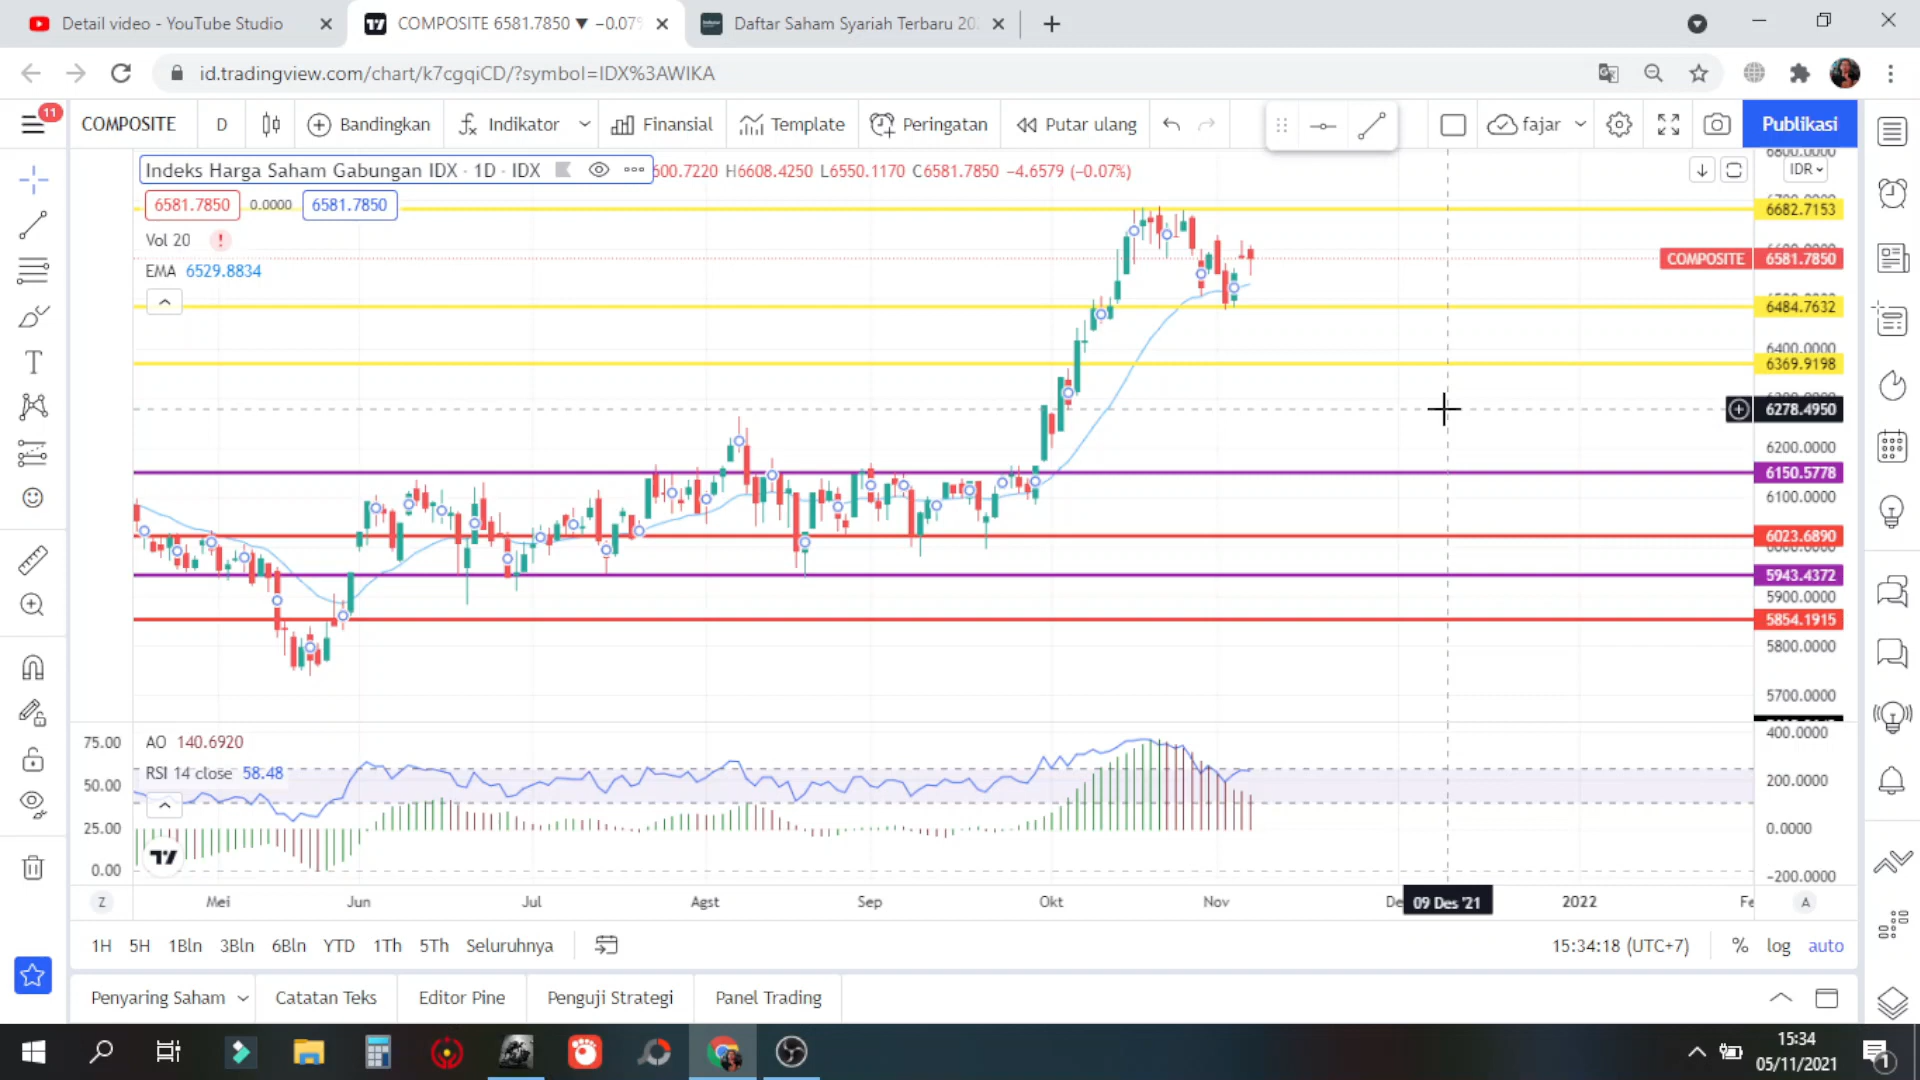 Detail video - YouTube Studio
COMPOSITE 6581.7850 ▼ −0.07%
Daftar Saham Syariah Terbaru 20
id.tradingview.com/chart/k7cgqiCD/?symbol=IDX%3AWIKA
11
COMPOSITE
D
Bandingkan
Indikator
Finansial
Template
Peringatan
Putar ulang
fajar
Publikasi
Indeks Harga Saham Gabungan IDX · 1D · IDX
600.7220 H6608.4250 L6550.1170 C6581.7850 −4.6579 (−0.07%)
IDR
6581.7850 0.0000 6581.7850
Vol 20 !
EMA 6529.8834
6800.0000
6682.7153
COMPOSITE 6581.7850
6484.7632
6400.0000
6369.9198
6278.4950
6200.0000
6150.5778
6100.0000
6023.6890
5943.4372
5900.0000
5854.1915
5800.0000
5700.0000
AO 140.6920
RSI 14 close 58.48
75.00
50.00
25.00
0.00
400.0000
200.0000
0.0000
−200.0000
Z Mei Jun Jul Agst Sep Okt Nov De 09 Des '21 2022 Fe A
1H 5H 1Bln 3Bln 6Bln YTD 1Th 5Th Seluruhnya
15:34:18 (UTC+7) % log auto
Penyaring Saham Catatan Teks Editor Pine Penguji Strategi Panel Trading
15:34
05/11/2021
1